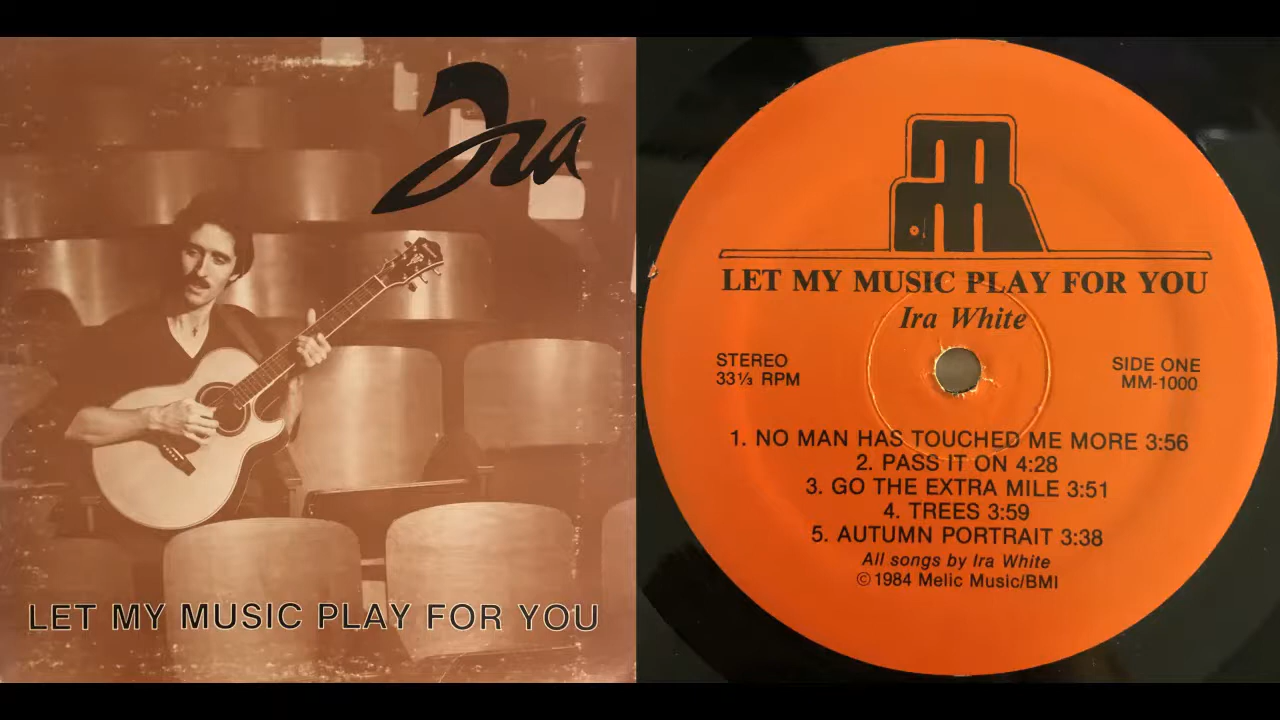 Ira
LET MY MUSIC PLAY FOR YOU
LET MY MUSIC PLAY FOR YOU
Ira White
STEREO
33⅓ RPM
SIDE ONE
MM-1000
1. NO MAN HAS TOUCHED ME MORE 3:56
2. PASS IT ON 4:28
3. GO THE EXTRA MILE 3:51
4. TREES 3:59
5. AUTUMN PORTRAIT 3:38
All songs by Ira White
©1984 Melic Music/BMI